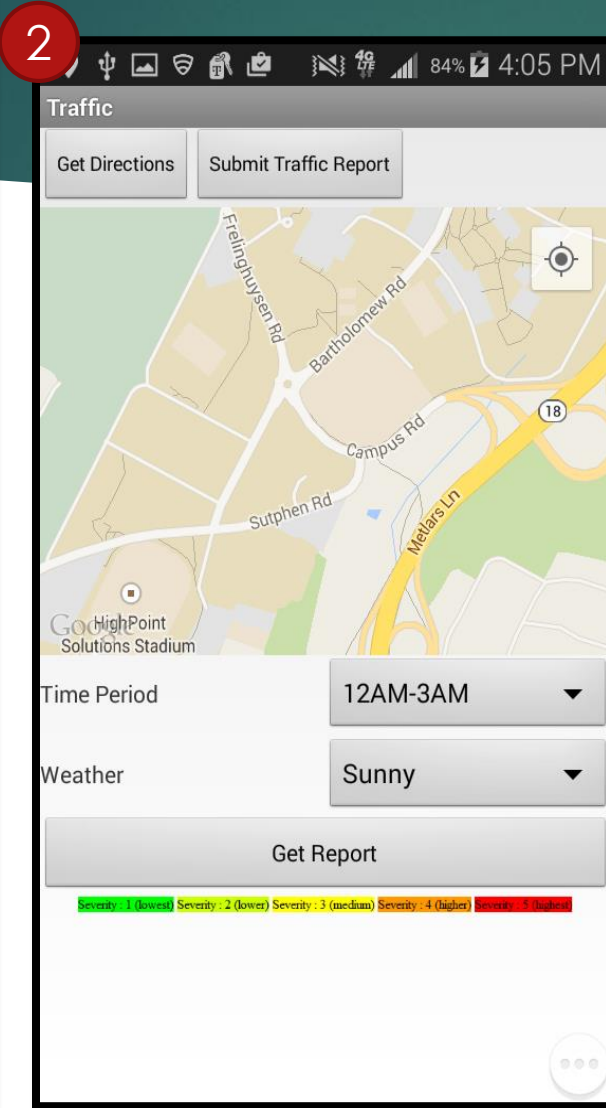 2
4G LTE 84% 4:05 PM
Traffic
Get Directions Submit Traffic Report
Frelinghuysen Rd
Bartholomew Rd
18
Campus Rd
Sutphen Rd
Metlars Ln
Google
HighPoint
Solutions Stadium
Time Period 12AM-3AM
Weather Sunny
Get Report
Severity : 1 (lowest) Severity : 2 (lower) Severity : 3 (medium) Severity : 4 (higher) Severity : 5 (highest)